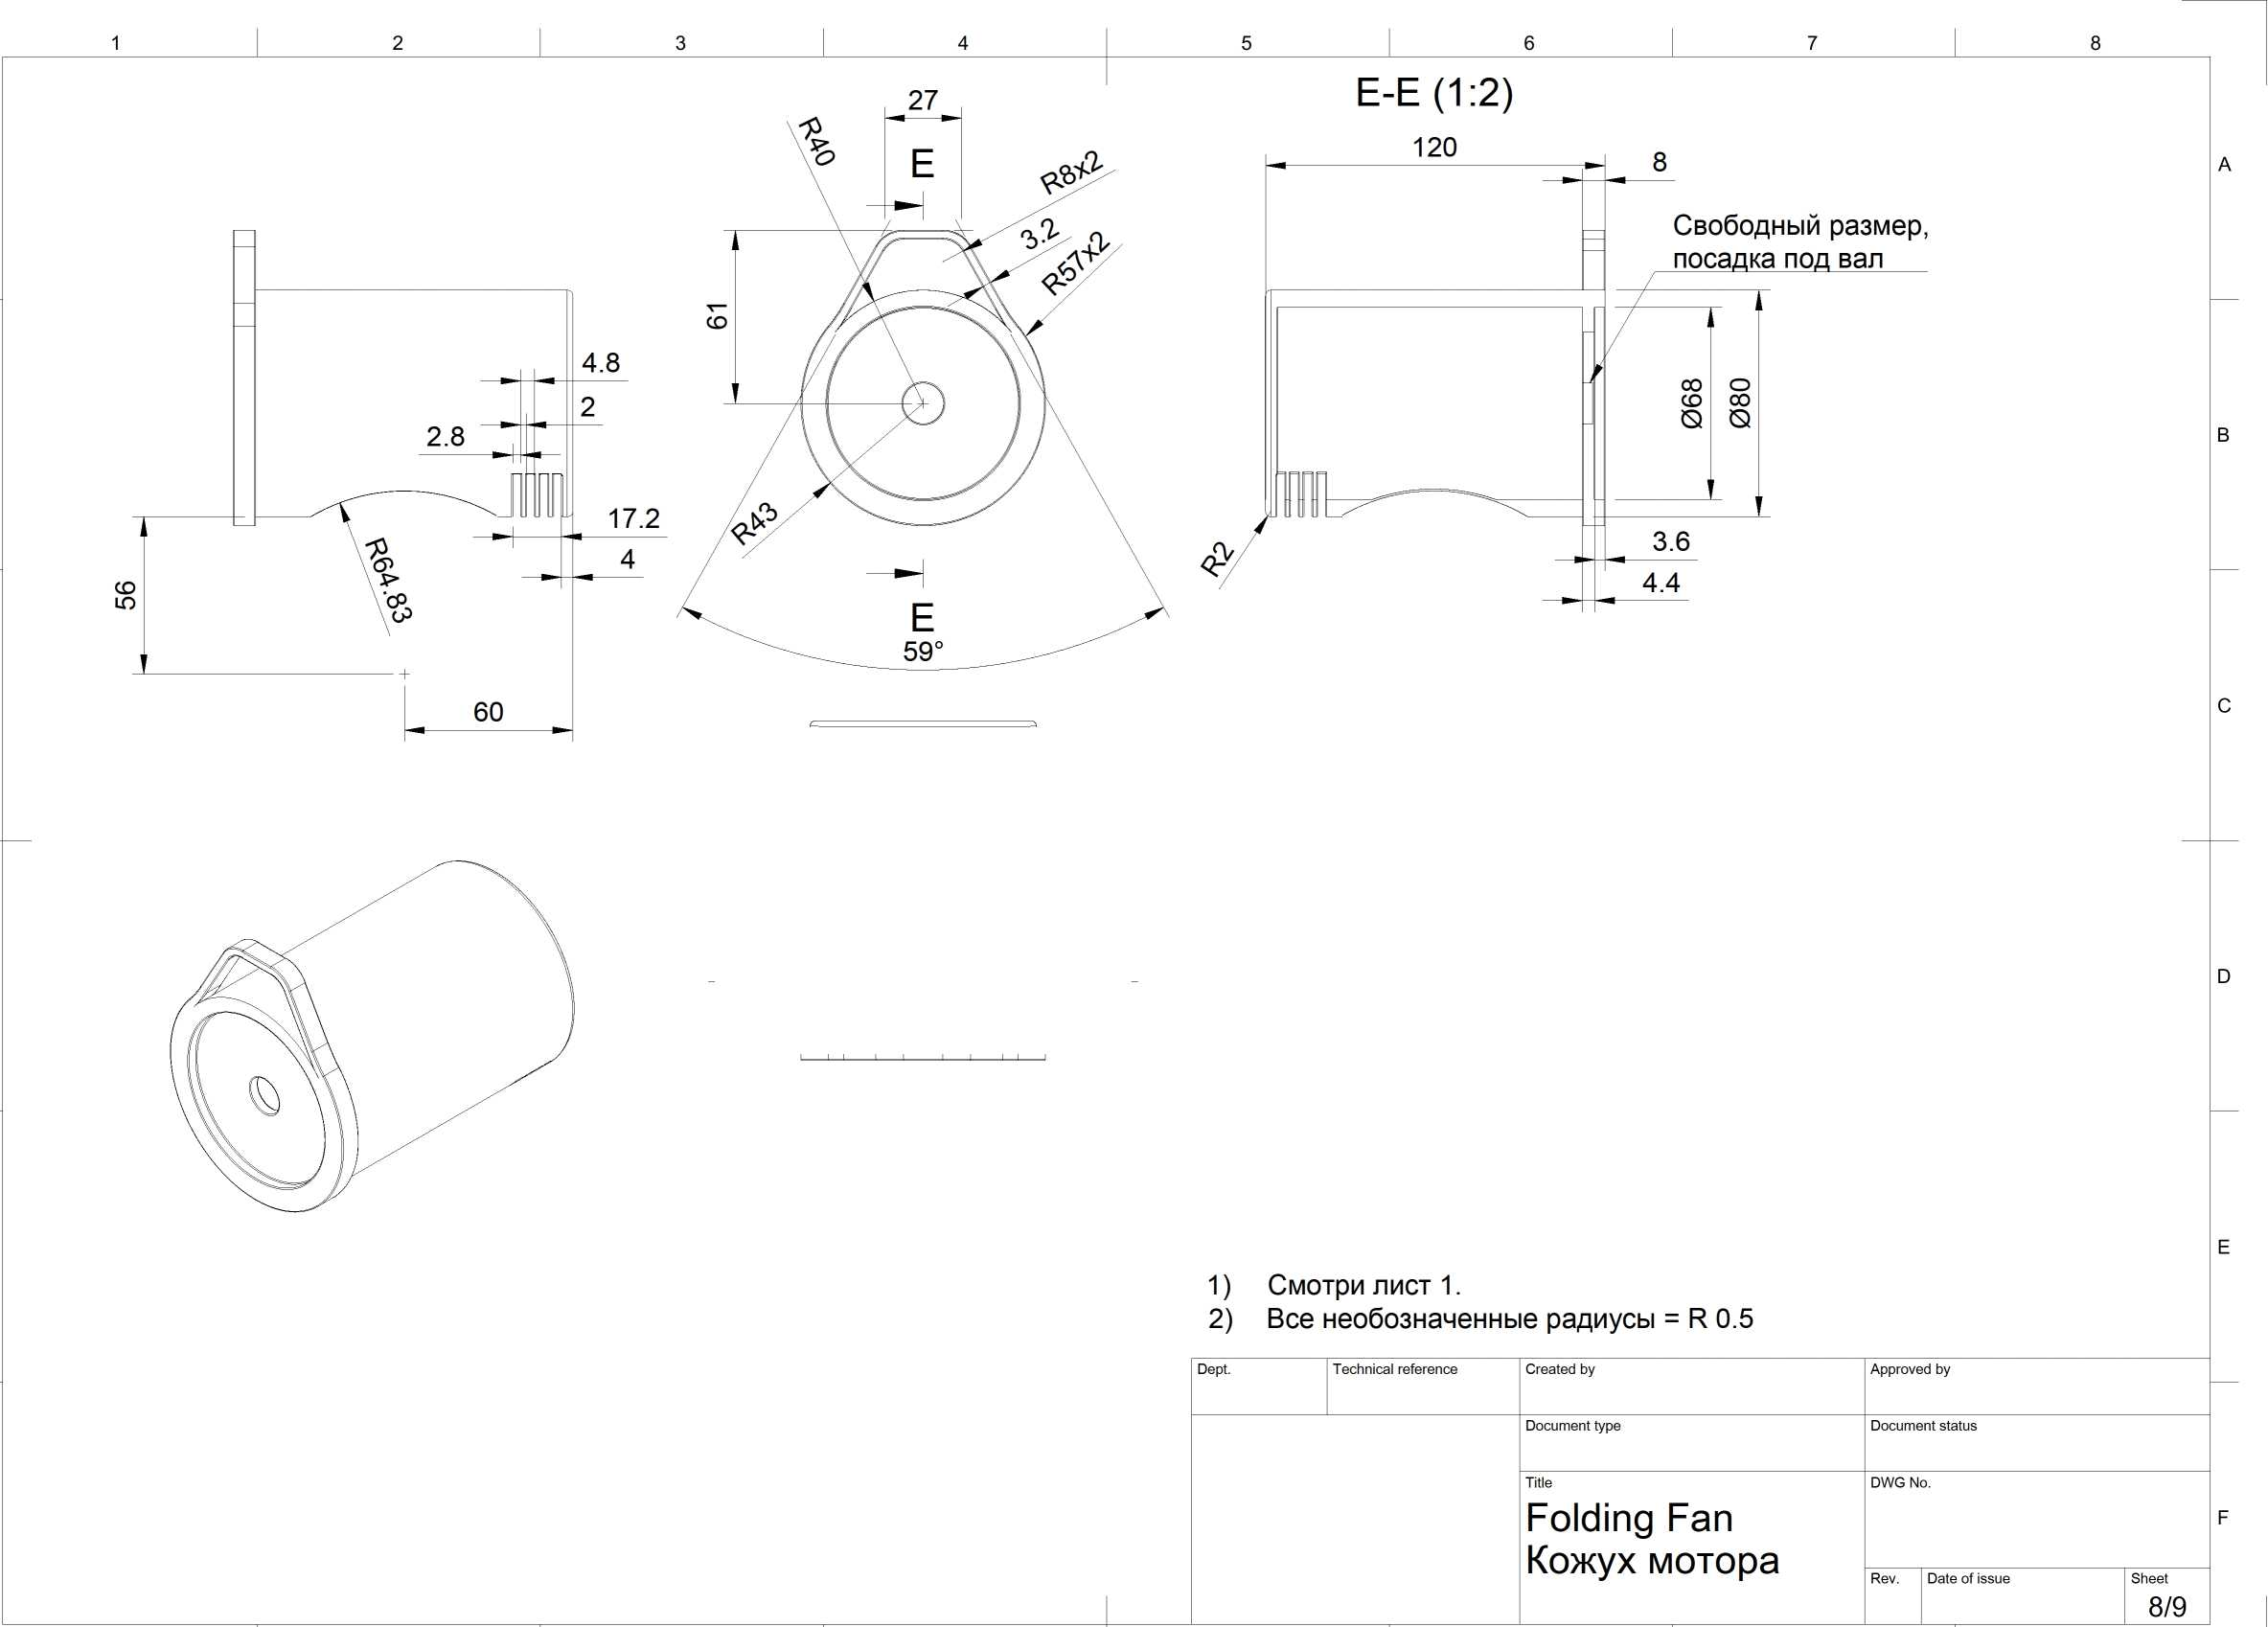 1 2 3 4 5 6 7 8
E-E (1:2)
27
R40
E
R8x2
3.2
R57x2
61
R43
E
59°
120
8
Свободный размер,
посадка под вал
Ø68
Ø80
R2
3.6
4.4
4.8
2
2.8
17.2
4
R64.83
56
60
A
B
C
D
E
F
1) Смотри лист 1.
2) Все необозначенные радиусы = R 0.5
Dept. Technical reference Created by Approved by
Document type Document status
Title DWG No.
Folding Fan
Кожух мотора
Rev. Date of issue Sheet
8/9